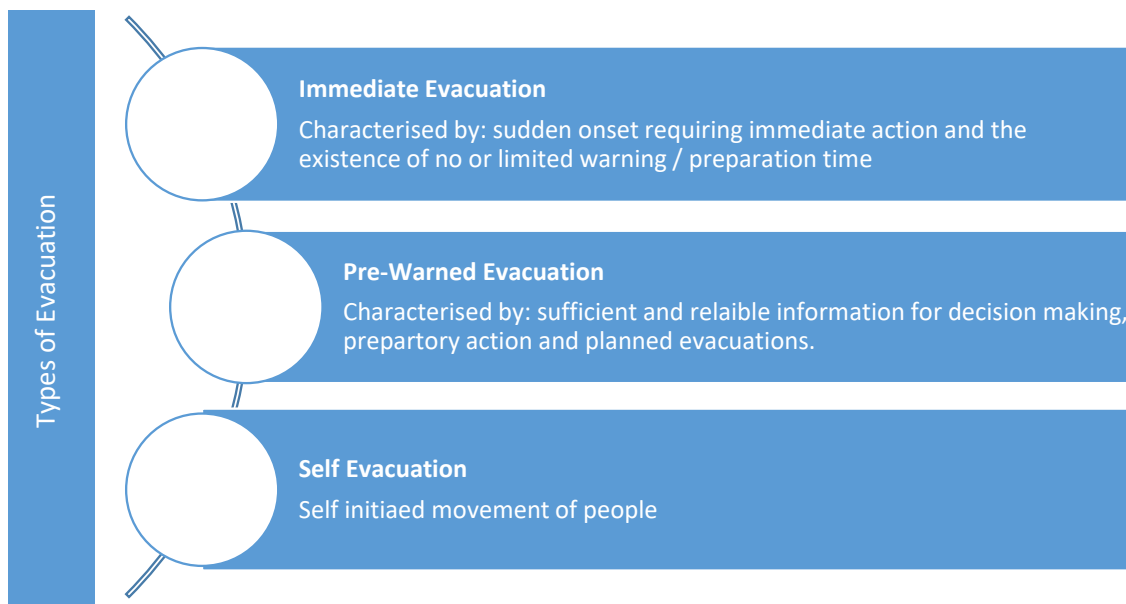 Types of Evacuation
Immediate Evacuation
Characterised by: sudden onset requiring immediate action and the
existence of no or limited warning / preparation time
Pre-Warned Evacuation
Characterised by: sufficient and relaible information for decision making,
prepartory action and planned evacuations.
Self Evacuation
Self initiaed movement of people